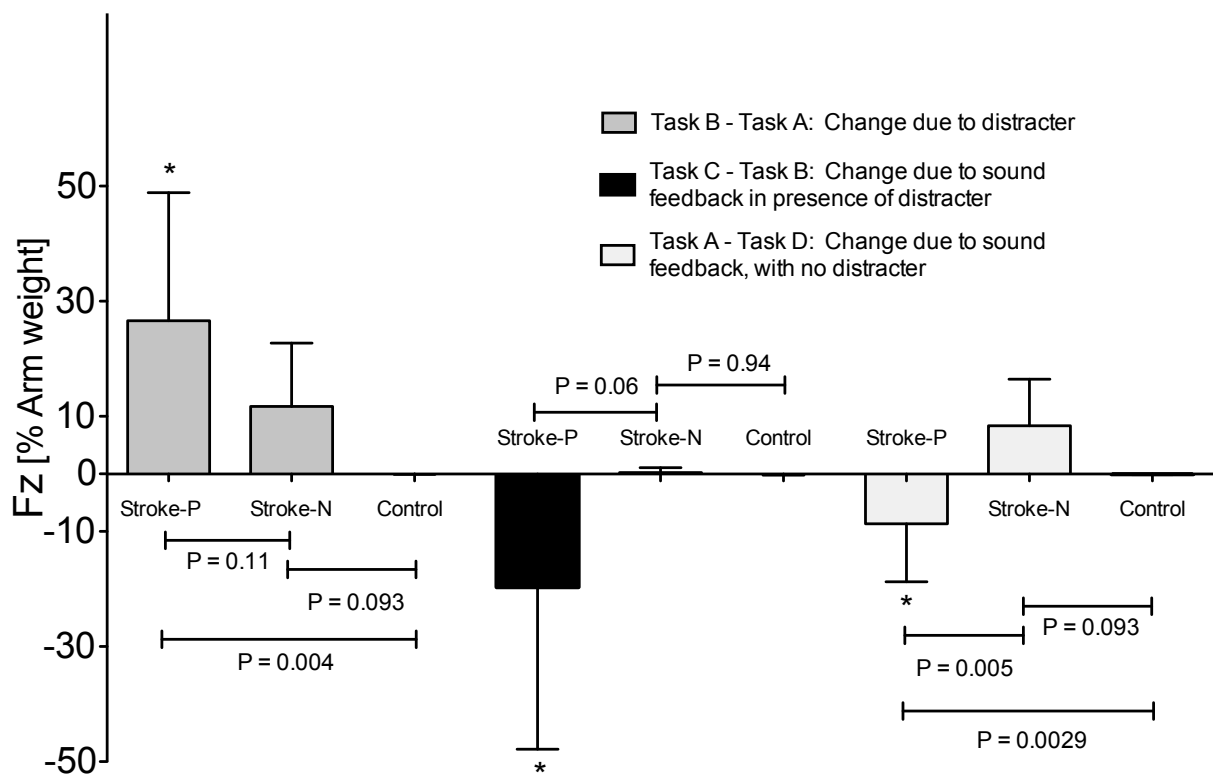 Task B - Task A: Change due to distracter
Task C - Task B: Change due to sound
feedback in presence of distracter
Task A - Task D: Change due to sound
feedback, with no distracter
Fz [% Arm weight]
50
30
10
0
-10
-30
-50
*
Stroke-P
Stroke-N
Control
P = 0.11
P = 0.093
P = 0.004
P = 0.06
P = 0.94
Stroke-P
Stroke-N
Control
*
Stroke-P
Stroke-N
Control
*
P = 0.093
P = 0.005
P = 0.0029